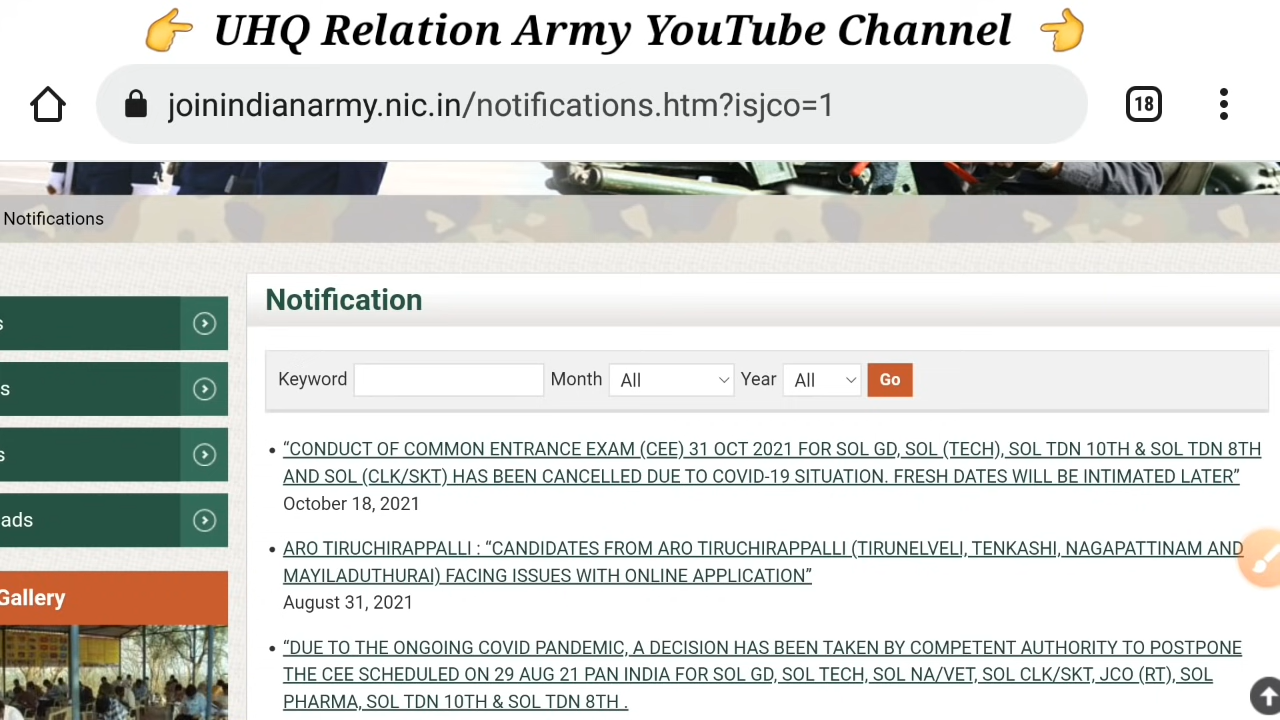 UHQ Relation Army YouTube Channel
joinindianarmy.nic.in/notifications.htm?isjco=1
18
Notifications
s
s
s
ads
Gallery
Notification
Keyword Month All Year All Go
“CONDUCT OF COMMON ENTRANCE EXAM (CEE) 31 OCT 2021 FOR SOL GD, SOL (TECH), SOL TDN 10TH & SOL TDN 8TH
AND SOL (CLK/SKT) HAS BEEN CANCELLED DUE TO COVID-19 SITUATION. FRESH DATES WILL BE INTIMATED LATER”
October 18, 2021
ARO TIRUCHIRAPPALLI : “CANDIDATES FROM ARO TIRUCHIRAPPALLI (TIRUNELVELI, TENKASHI, NAGAPATTINAM AND
MAYILADUTHURAI) FACING ISSUES WITH ONLINE APPLICATION”
August 31, 2021
“DUE TO THE ONGOING COVID PANDEMIC, A DECISION HAS BEEN TAKEN BY COMPETENT AUTHORITY TO POSTPONE
THE CEE SCHEDULED ON 29 AUG 21 PAN INDIA FOR SOL GD, SOL TECH, SOL NA/VET, SOL CLK/SKT, JCO (RT), SOL
PHARMA, SOL TDN 10TH & SOL TDN 8TH .